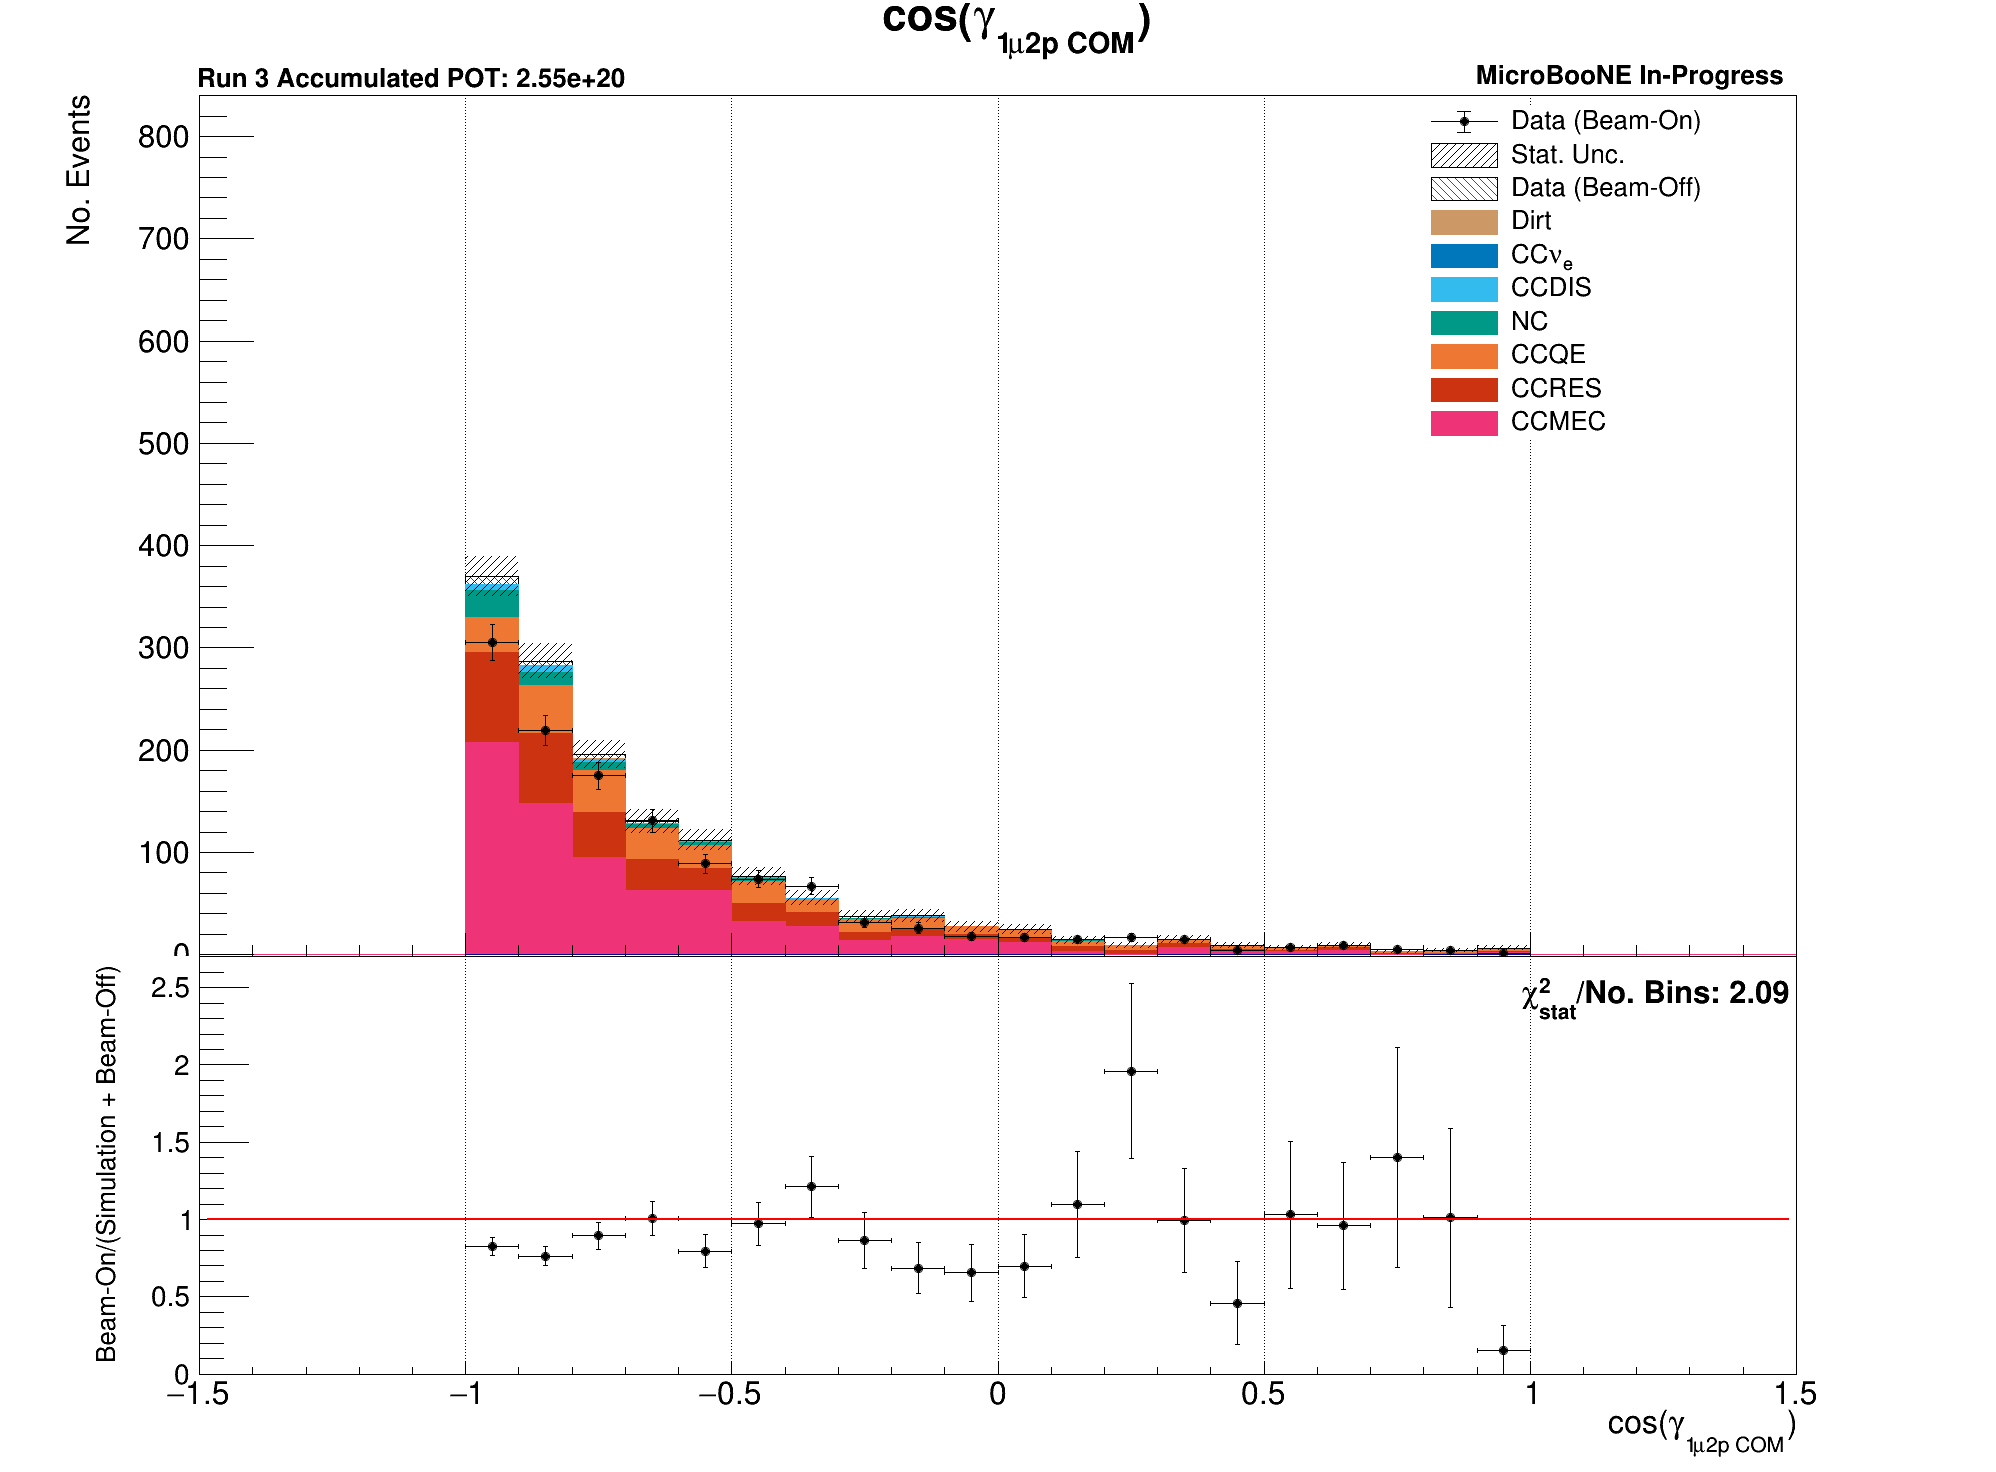 cos(γ1μ2p COM)
Run 3 Accumulated POT: 2.55e+20
MicroBooNE In-Progress
No. Events
800
700
600
500
400
300
200
100
0
Data (Beam-On)
Stat. Unc.
Data (Beam-Off)
Dirt
CCνe
CCDIS
NC
CCQE
CCRES
CCMEC
Beam-On/(Simulation + Beam-Off)
2.5
2
1.5
1
0.5
0
χ²stat/No. Bins: 2.09
−1.5 −1 −0.5 0 0.5 1 1.5
cos(γ1μ2p COM)